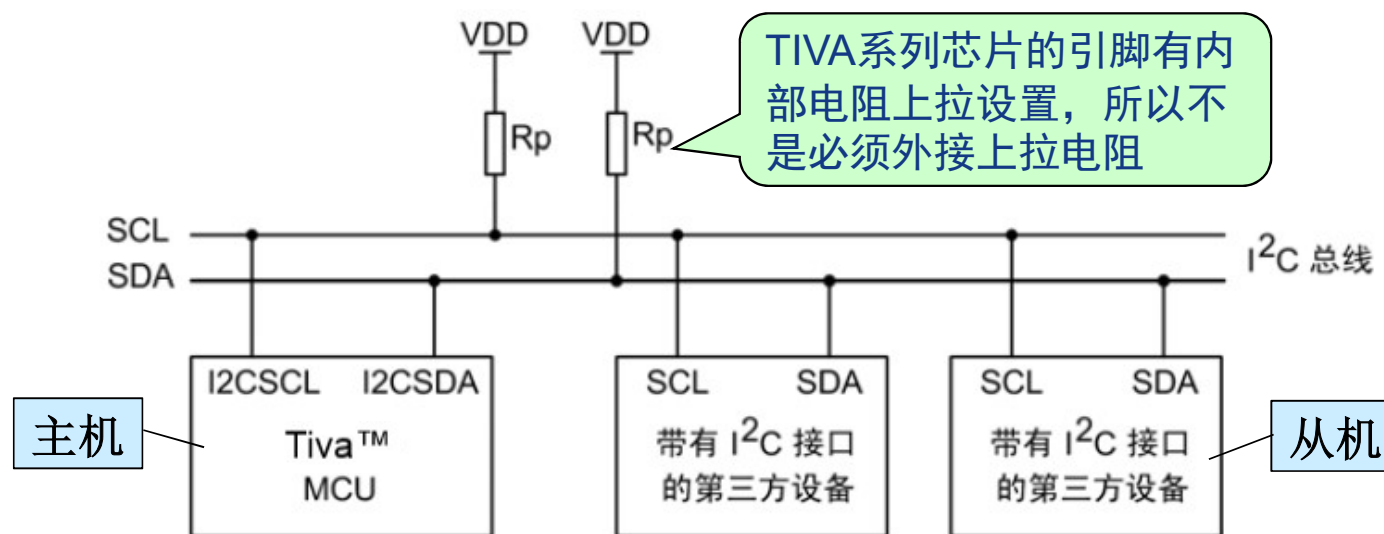 VDD VDD
TIVA系列芯片的引脚有内
部电阻上拉设置，所以不
是必须外接上拉电阻
Rp Rp
SCL
SDA
I²C 总线
I2CSCL I2CSDA
Tiva™
MCU
SCL SDA
带有 I²C 接口
的第三方设备
SCL SDA
带有 I²C 接口
的第三方设备
主机
从机